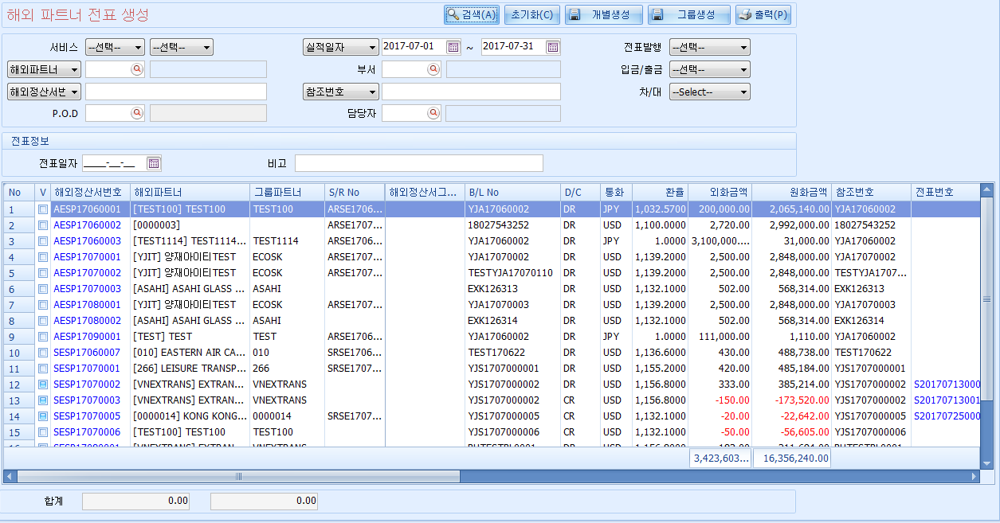 해외 파트너 전표 생성 검색(A) 초기화(C) 개별생성 그룹생성 출력(P)
서비스 --선택-- --선택-- 실적일자 2017-07-01 ~ 2017-07-31 전표발행 --선택--
해외파트너 부서 입금/출금 --선택--
해외정산서번 참조번호 차/대 --Select--
P.O.D 담당자
전표정보
전표일자 ____-__-__ 비고
No V 해외정산서번호 해외파트너 그룹파트너 S/R No 해외정산서그... B/L No D/C 통화 환율 외화금액 원화금액 참조번호 전표번호
1 AESP17060001 [TEST100] TEST100 TEST100 ARSE1706... YJA17060002 DR JPY 1,032.5700 200,000.00 2,065,140.00 YJA17060002
2 AESP17060002 [0000003] ARSE1707... 18027543252 DR USD 1,100.0000 2,720.00 2,992,000.00 18027543252
3 AESP17060003 [TEST1114] TEST1114... TEST1114 ARSE1706... YJA17060002 DR JPY 1.0000 3,100,000.... 31,000.00 YJA17060002
4 AESP17070001 [YJIT] 양재아이티TEST ECOSK ARSE1707... YJA17070002 DR USD 1,139.2000 2,500.00 2,848,000.00 YJA17070002
5 AESP17070002 [YJIT] 양재아이티TEST ECOSK ARSE1707... TESTYJA17070110 DR USD 1,139.2000 2,500.00 2,848,000.00 TESTYJA1707...
6 AESP17070003 [ASAHI] ASAHI GLASS ... ASAHI EXK126313 DR USD 1,132.1000 502.00 568,314.00 EXK126313
7 AESP17080001 [YJIT] 양재아이티TEST ECOSK ARSE1707... YJA17070003 DR USD 1,139.2000 2,500.00 2,848,000.00 YJA17070003
8 AESP17080002 [ASAHI] ASAHI GLASS ... ASAHI EXK126314 DR USD 1,132.1000 502.00 568,314.00 EXK126314
9 AESP17090001 [TEST] TEST TEST ARSE1706... YJA17060002 DR JPY 1.0000 111,000.00 1,110.00 YJA17060002
10 SESP17060007 [010] EASTERN AIR CA... 010 SRSE1706... TEST170622 DR USD 1,136.6000 430.00 488,738.00 TEST170622
11 SESP17070001 [266] LEISURE TRANSP... 266 SRSE1707... YJS1707000001 DR USD 1,155.2000 420.00 485,184.00 YJS1707000001
12 SESP17070002 [VNEXTRANS] EXTRAN... VNEXTRANS YJS1707000002 DR USD 1,156.8000 333.00 385,214.00 YJS1707000002 S20170713000
13 SESP17070003 [VNEXTRANS] EXTRAN... VNEXTRANS YJS1707000002 CR USD 1,156.8000 -150.00 -173,520.00 YJS1707000002 S20170713001
14 SESP17070005 [0000014] KONG KONG... 0000014 SRSE1707... YJS1707000005 CR USD 1,132.1000 -20.00 -22,642.00 YJS1707000005 S20170725000
15 SESP17070006 [TEST100] TEST100 TEST100 YJS1707000006 CR USD 1,132.1000 -50.00 -56,605.00 YJS1707000006
3,423,603... 16,356,240.00
합계 0.00 0.00